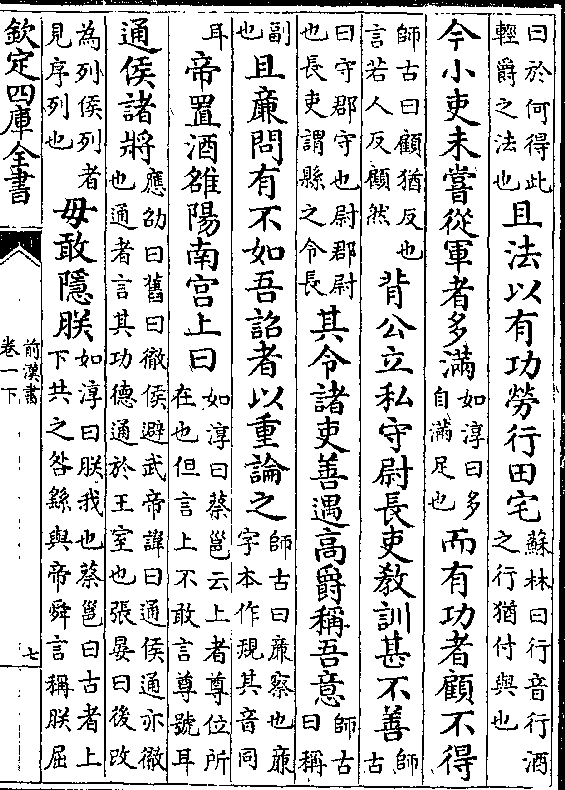 曰於何得此輕爵之法也且法以有功勞行田宅蘇林曰行音行酒之行猶付與也
今小吏未嘗從軍者多滿如淳曰多自滿足也而有功者顧不得
師古曰顧猶反也言若人反顧然背公立私守尉長吏教訓甚不善師古
曰守郡守也尉郡尉也長吏謂縣之令長其令諸吏善遇高爵稱吾意師古曰稱
副也且廉問有不如吾詔者以重論之師古曰廉察也廉字本作覝其音同
耳帝置酒雒陽南宫上曰如淳曰蔡邕云上者尊位所在也但言上不敢言尊號耳
通侯諸將應劭曰舊曰徹侯避武帝諱曰通侯通亦徹也通者言其功德通於王室也張晏曰後改
為列侯列者見序列也毋敢隱朕如淳曰朕我也蔡邕曰古者上下共之咎繇與帝舜言稱朕屈
欽定四庫全書
前漢書
卷一下
七